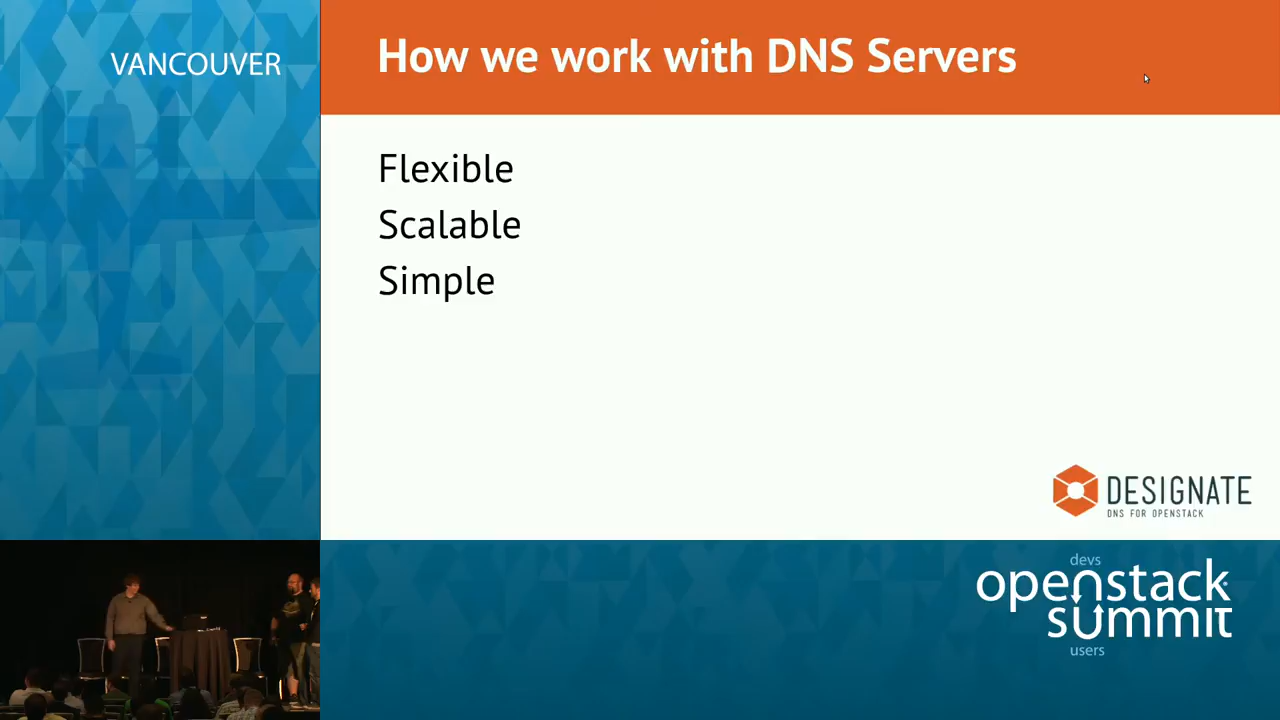 VANCOUVER
How we work with DNS Servers
Flexible
Scalable
Simple
DESIGNATE
DNS FOR OPENSTACK
devs
openstack
summit
users